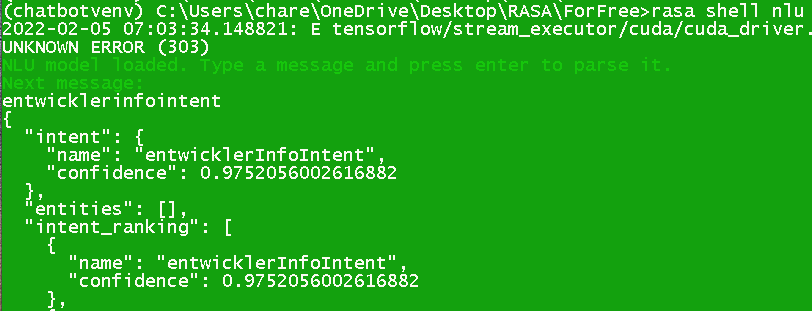 (chatbotvenv) C:\Users\chare\OneDrive\Desktop\RASA\ForFree>rasa shell nlu
2022-02-05 07:03:34.148821: E tensorflow/stream_executor/cuda/cuda_driver.
UNKNOWN ERROR (303)
NLU model loaded. Type a message and press enter to parse it.
Next message:
entwicklerinfointent
{
  "intent": {
    "name": "entwicklerInfoIntent",
    "confidence": 0.9752056002616882
  },
  "entities": [],
  "intent_ranking": [
    {
      "name": "entwicklerInfoIntent",
      "confidence": 0.9752056002616882
    },